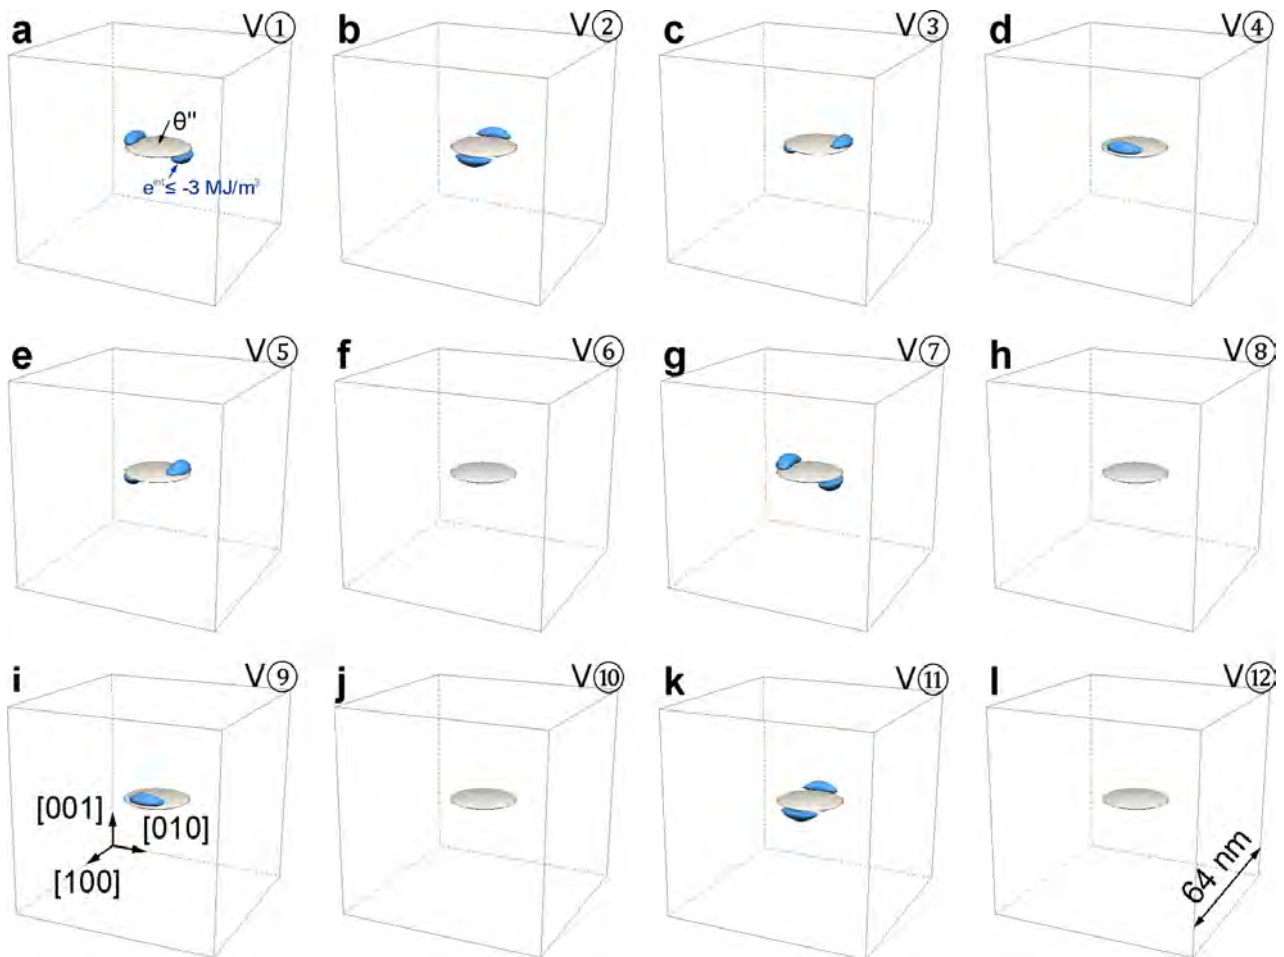 a V①
b V②
c V③
d V④
θ"
e^int ≤ -3 MJ/m³
e V⑤
f V⑥
g V⑦
h V⑧
i V⑨
j V⑩
k V⑪
l V⑫
[001]
[010]
[100]
64 nm